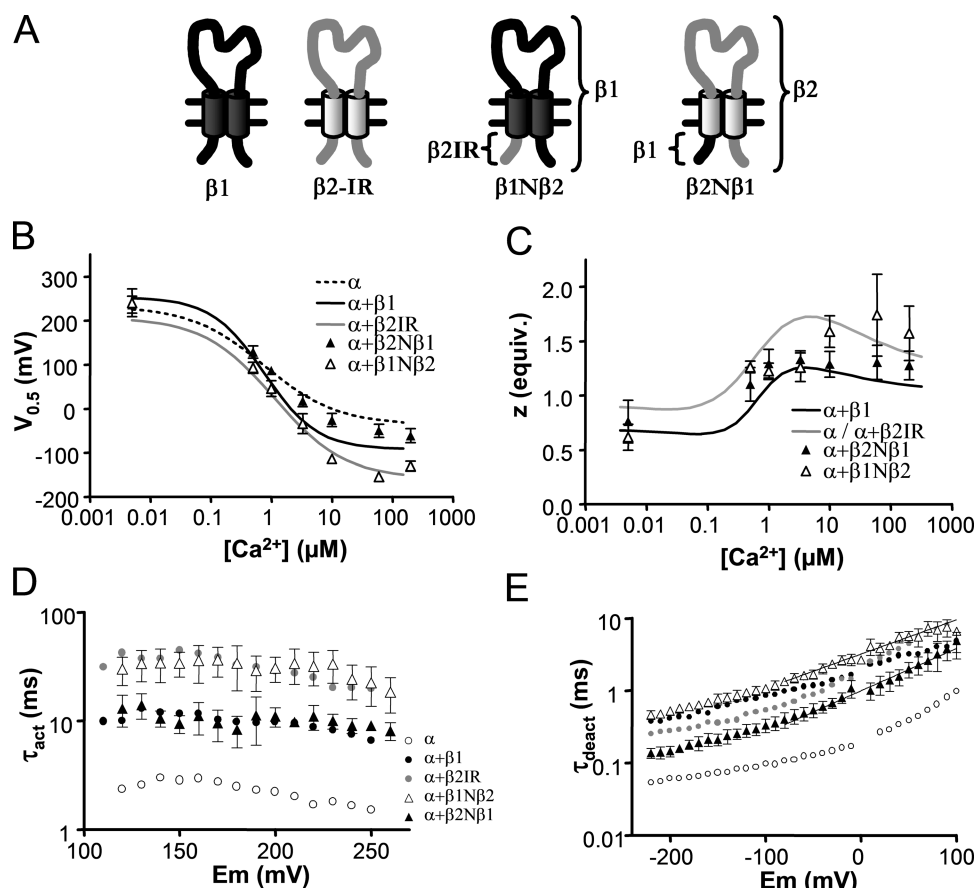 A
β1
β2-IR
β2IR
β1
β1Nβ2
β1
β2
β2Nβ1
B
V0.5 (mV)
300
200
100
0
-100
-200
0.001
0.01
0.1
1
10
100
1000
[Ca2+] (μM)
α
α+β1
α+β2IR
α+β2Nβ1
α+β1Nβ2
C
z (equiv.)
2.0
1.5
1.0
0.5
0.0
0.001
0.01
0.1
1
10
100
1000
[Ca2+] (μM)
α+β1
α / α+β2IR
α+β2Nβ1
α+β1Nβ2
D
τact (ms)
100
10
1
100
150
200
250
Em (mV)
α
α+β1
α+β2IR
α+β1Nβ2
α+β2Nβ1
E
τdeact (ms)
10
1
0.1
0.01
-200
-100
0
100
Em (mV)